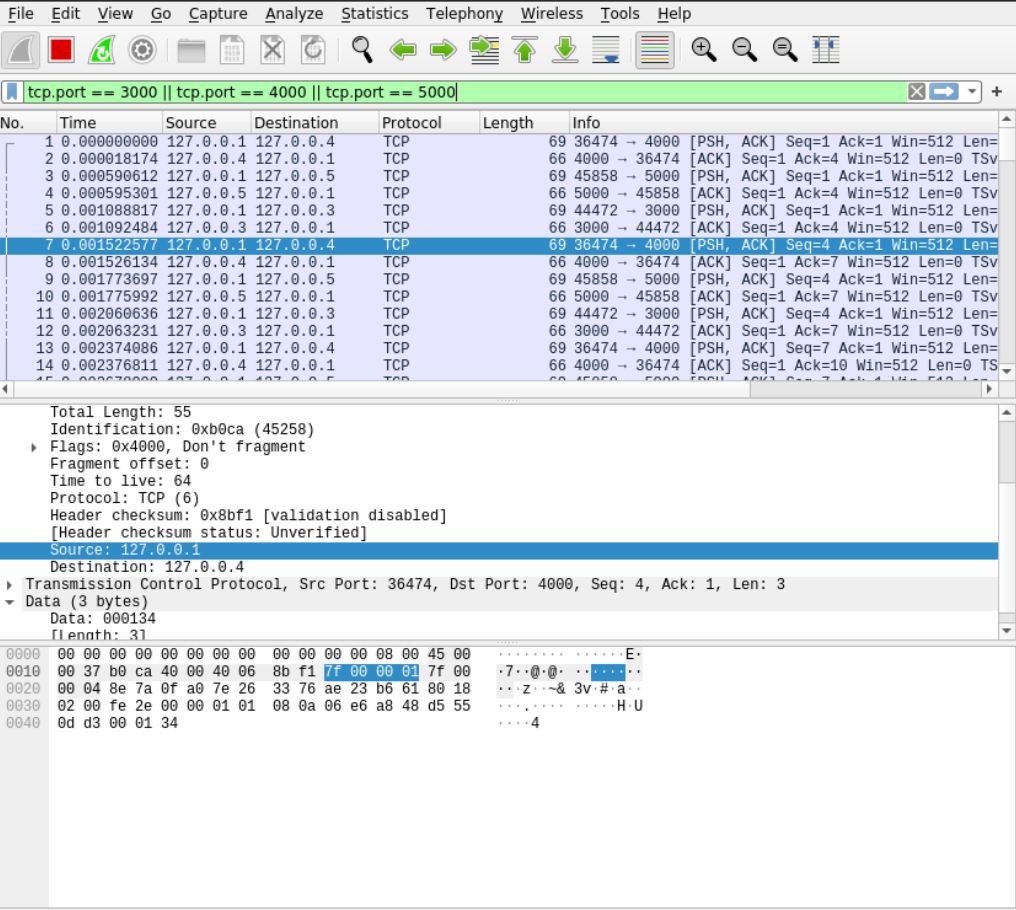 File Edit View Go Capture Analyze Statistics Telephony Wireless Tools Help
tcp.port == 3000 || tcp.port == 4000 || tcp.port == 5000
No. Time Source Destination Protocol Length Info
1 0.000000000 127.0.0.1 127.0.0.4 TCP 69 36474 → 4000 [PSH, ACK] Seq=1 Ack=1 Win=512 Len=
2 0.000018174 127.0.0.4 127.0.0.1 TCP 66 4000 → 36474 [ACK] Seq=1 Ack=4 Win=512 Len=0 TSv
3 0.000590612 127.0.0.1 127.0.0.5 TCP 69 45858 → 5000 [PSH, ACK] Seq=1 Ack=1 Win=512 Len=
4 0.000595301 127.0.0.5 127.0.0.1 TCP 66 5000 → 45858 [ACK] Seq=1 Ack=4 Win=512 Len=0 TSv
5 0.001088817 127.0.0.1 127.0.0.3 TCP 69 44472 → 3000 [PSH, ACK] Seq=1 Ack=1 Win=512 Len=
6 0.001092484 127.0.0.3 127.0.0.1 TCP 66 3000 → 44472 [ACK] Seq=1 Ack=4 Win=512 Len=0 TSv
7 0.001522577 127.0.0.1 127.0.0.4 TCP 69 36474 → 4000 [PSH, ACK] Seq=4 Ack=1 Win=512 Len=
8 0.001526134 127.0.0.4 127.0.0.1 TCP 66 4000 → 36474 [ACK] Seq=1 Ack=7 Win=512 Len=0 TSv
9 0.001773697 127.0.0.1 127.0.0.5 TCP 69 45858 → 5000 [PSH, ACK] Seq=4 Ack=1 Win=512 Len=
10 0.001775992 127.0.0.5 127.0.0.1 TCP 66 5000 → 45858 [ACK] Seq=1 Ack=7 Win=512 Len=0 TSv
11 0.002060636 127.0.0.1 127.0.0.3 TCP 69 44472 → 3000 [PSH, ACK] Seq=4 Ack=1 Win=512 Len=
12 0.002063231 127.0.0.3 127.0.0.1 TCP 66 3000 → 44472 [ACK] Seq=1 Ack=7 Win=512 Len=0 TSv
13 0.002374086 127.0.0.1 127.0.0.4 TCP 69 36474 → 4000 [PSH, ACK] Seq=7 Ack=1 Win=512 Len=
14 0.002376811 127.0.0.4 127.0.0.1 TCP 66 4000 → 36474 [ACK] Seq=1 Ack=10 Win=512 Len=0 TS
Total Length: 55
Identification: 0xb0ca (45258)
Flags: 0x4000, Don't fragment
Fragment offset: 0
Time to live: 64
Protocol: TCP (6)
Header checksum: 0x8bf1 [validation disabled]
[Header checksum status: Unverified]
Source: 127.0.0.1
Destination: 127.0.0.4
Transmission Control Protocol, Src Port: 36474, Dst Port: 4000, Seq: 4, Ack: 1, Len: 3
Data (3 bytes)
Data: 000134
[Length: 3]
0000 00 00 00 00 00 00 00 00 00 00 00 00 08 00 45 00 ········ ······E·
0010 00 37 b0 ca 40 00 40 06 8b f1 7f 00 00 01 7f 00 ·7··@·@· ········
0020 00 04 8e 7a 0f a0 7e 26 33 76 ae 23 b6 61 80 18 ···z··~& 3v·#·a··
0030 02 00 fe 2e 00 00 01 01 08 0a 06 e6 a8 48 d5 55 ···.···· ·····H·U
0040 0d d3 00 01 34 ····4